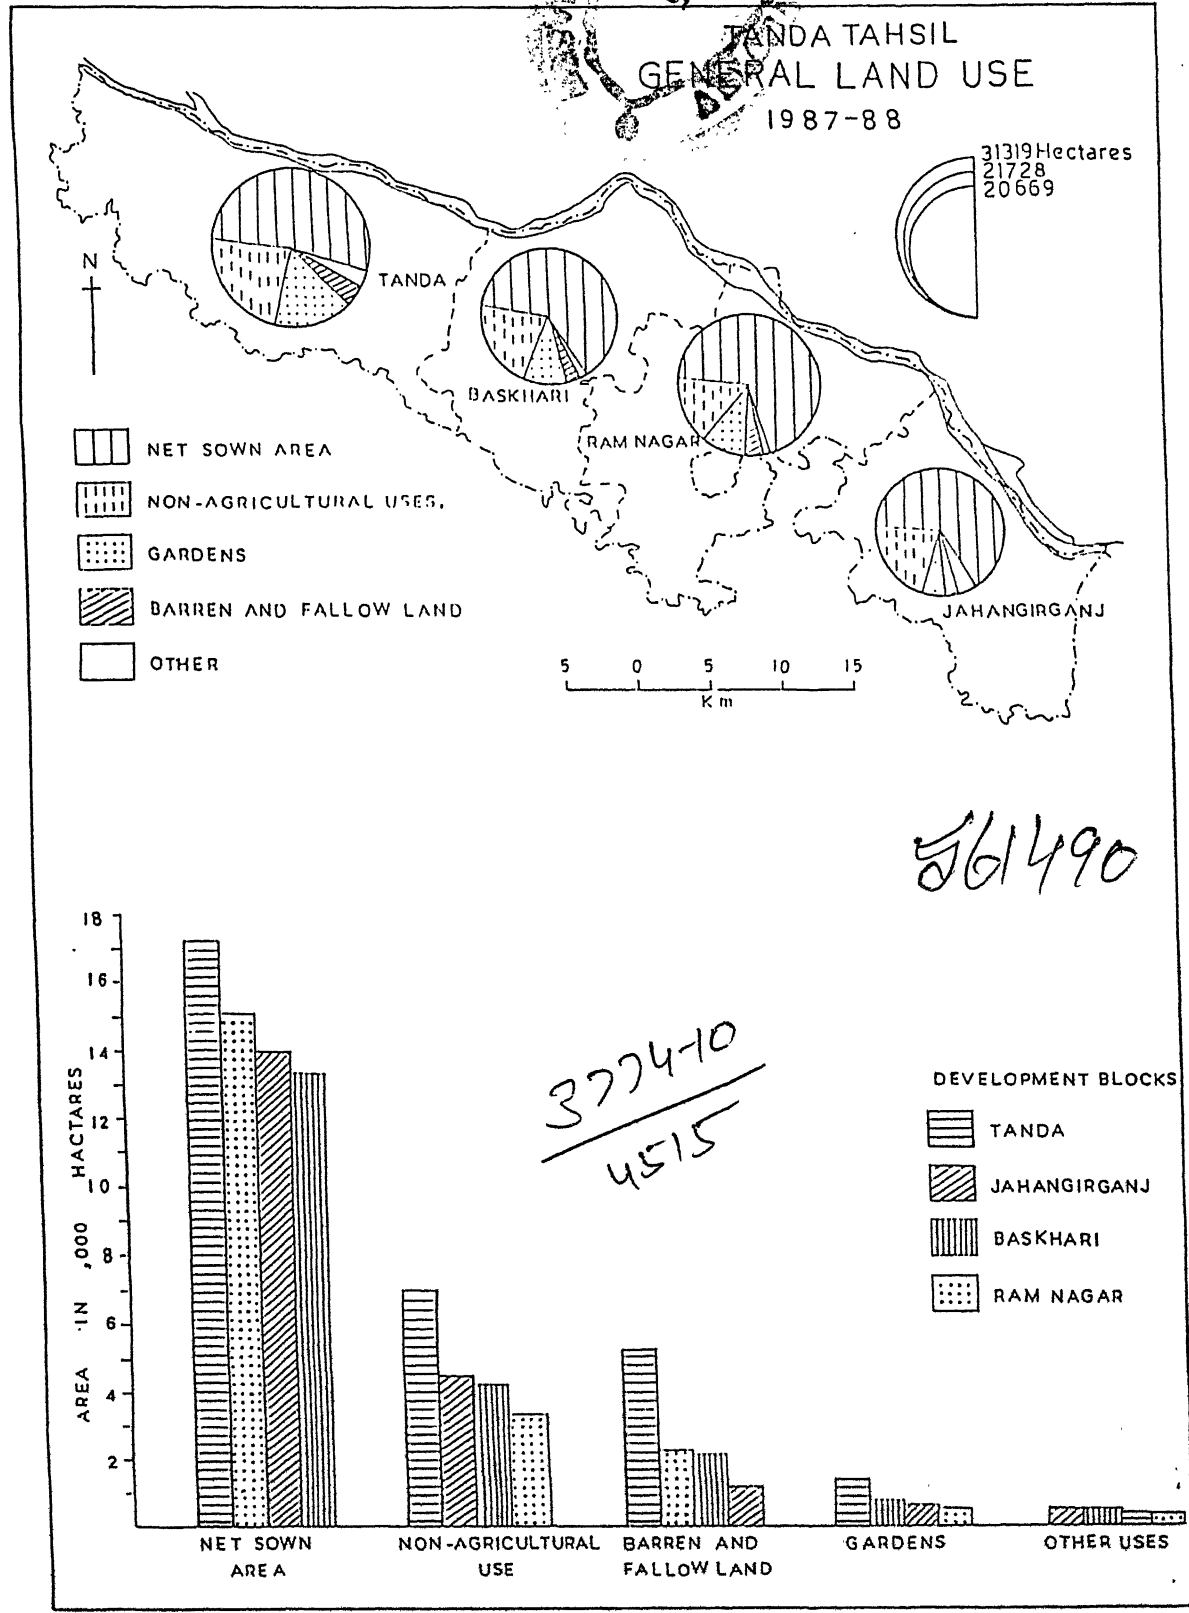 TANDA TAHSIL
GENERAL LAND USE
1987-88
31319 Hectares
21728
20669
N
TANDA
BASKHARI
RAM NAGAR
JAHANGIRGANJ
NET SOWN AREA
NON-AGRICULTURAL USES.
GARDENS
BARREN AND FALLOW LAND
OTHER
5 0 5 10 15
Km
561490
3774-10
4515
18
16
14
12
10
8
6
4
2
AREA IN ,000 HACTARES
DEVELOPMENT BLOCKS
TANDA
JAHANGIRGANJ
BASKHARI
RAM NAGAR
NET SOWN
AREA
NON-AGRICULTURAL
USE
BARREN AND
FALLOW LAND
GARDENS
OTHER USES